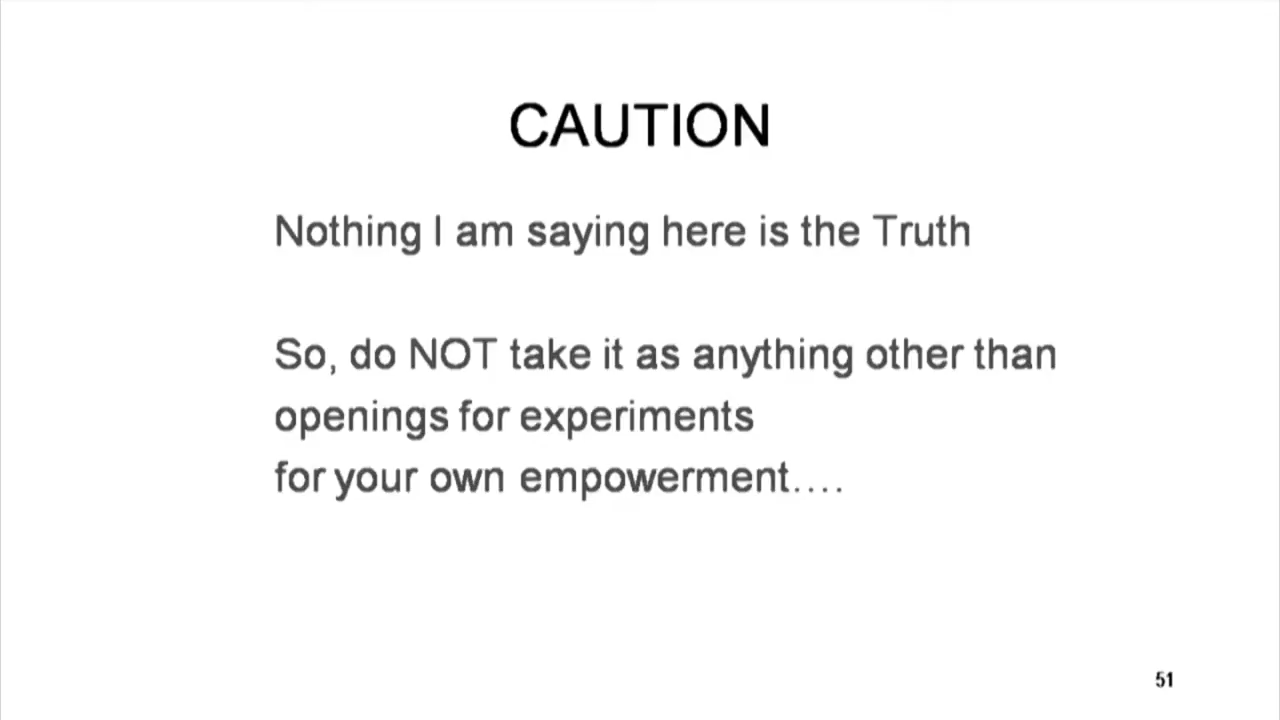 CAUTION
Nothing I am saying here is the Truth
So, do NOT take it as anything other than
openings for experiments
for your own empowerment....
51